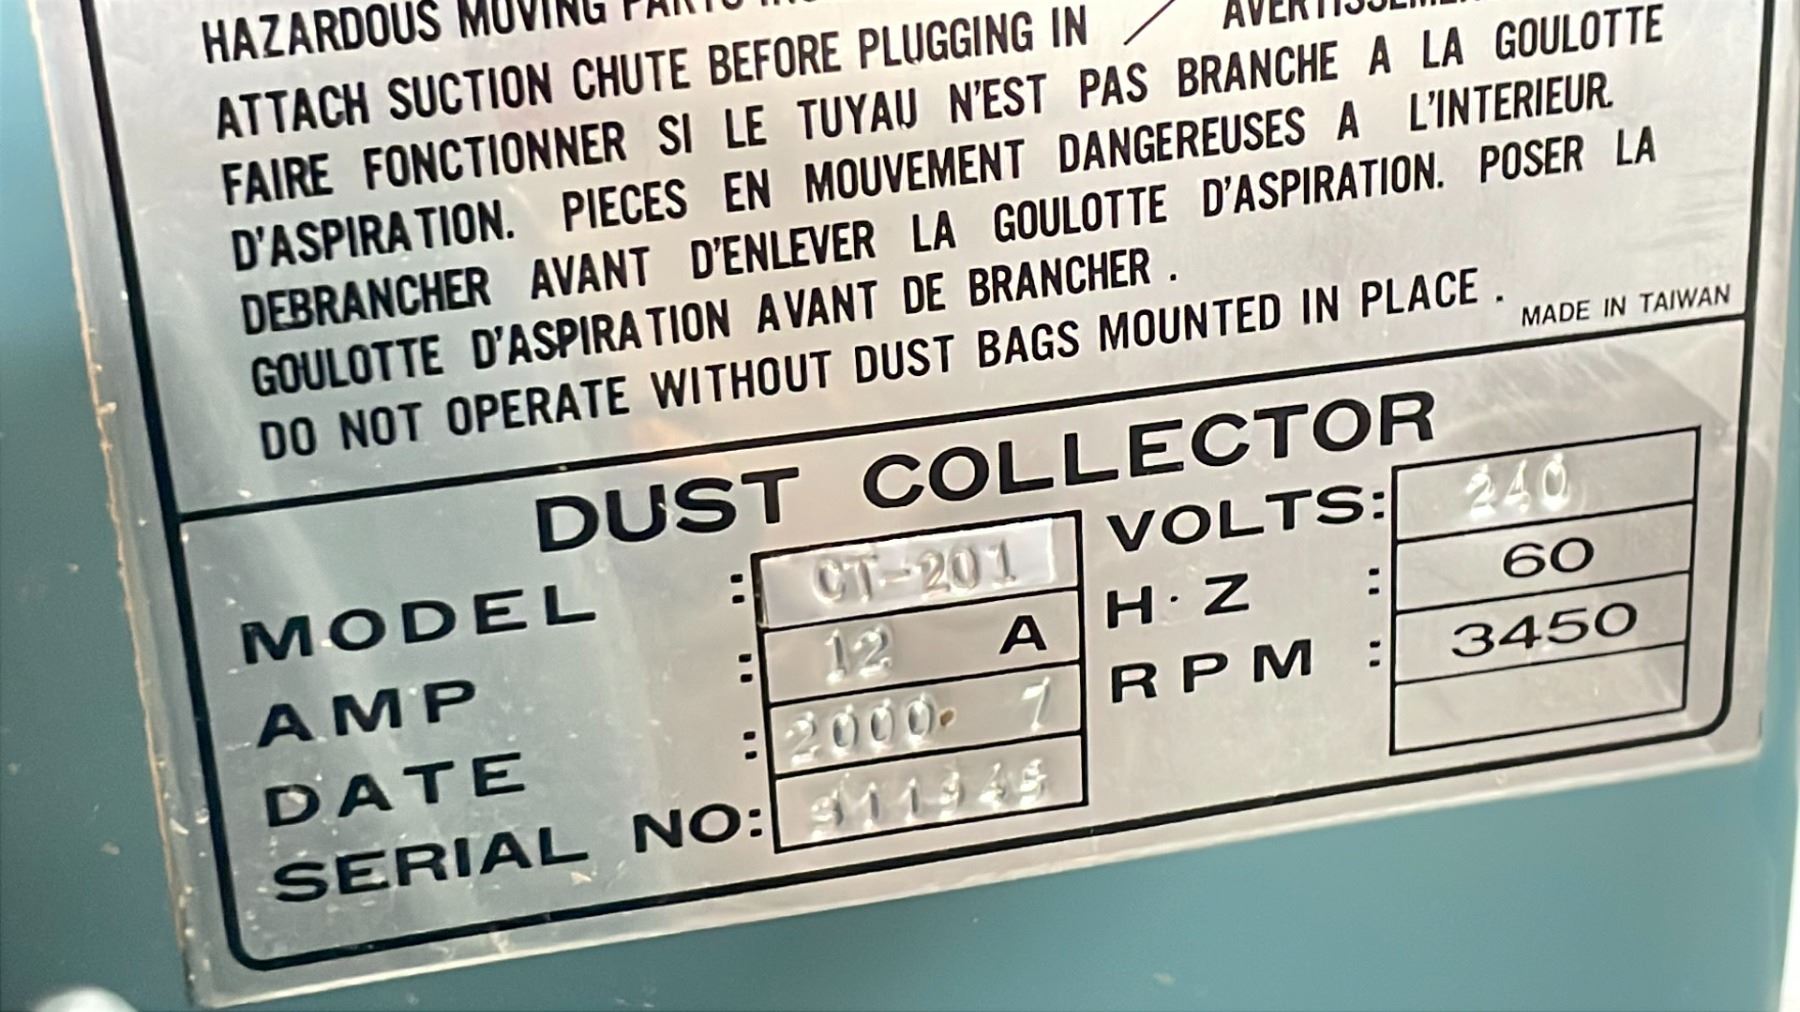 HAZARDOUS MOVING
ATTACH SUCTION CHUTE BEFORE PLUGGING IN /
FAIRE FONCTIONNER SI LE TUYAU N'EST PAS BRANCHE A LA GOULOTTE
D'ASPIRATION. PIECES EN MOUVEMENT DANGEREUSES A L'INTERIEUR.
DEBRANCHER AVANT D'ENLEVER LA GOULOTTE D'ASPIRATION. POSER LA
GOULOTTE D'ASPIRATION AVANT DE BRANCHER .
DO NOT OPERATE WITHOUT DUST BAGS MOUNTED IN PLACE .
MADE IN TAIWAN
DUST COLLECTOR
MODEL : CT-201
AMP : 12 A
DATE : 2000. 7
SERIAL NO:
VOLTS: 240
H.Z : 60
RPM : 3450